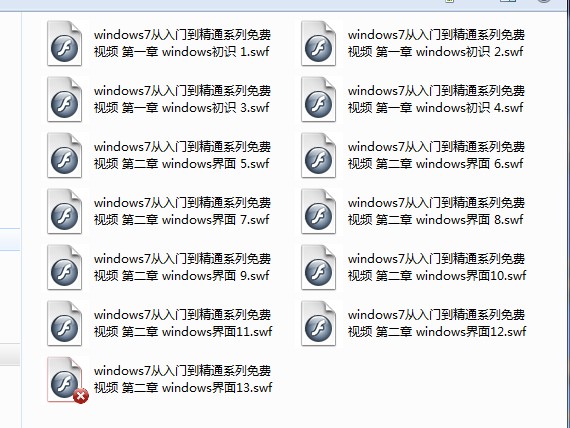 windows7从入门到精通系列免费
视频 第一章 windows初识 1.swf
windows7从入门到精通系列免费
视频 第一章 windows初识 2.swf
windows7从入门到精通系列免费
视频 第一章 windows初识 3.swf
windows7从入门到精通系列免费
视频 第一章 windows初识 4.swf
windows7从入门到精通系列免费
视频 第二章 windows界面 5.swf
windows7从入门到精通系列免费
视频 第二章 windows界面 6.swf
windows7从入门到精通系列免费
视频 第二章 windows界面 7.swf
windows7从入门到精通系列免费
视频 第二章 windows界面 8.swf
windows7从入门到精通系列免费
视频 第二章 windows界面 9.swf
windows7从入门到精通系列免费
视频 第二章 windows界面10.swf
windows7从入门到精通系列免费
视频 第二章 windows界面11.swf
windows7从入门到精通系列免费
视频 第二章 windows界面12.swf
windows7从入门到精通系列免费
视频 第二章 windows界面13.swf